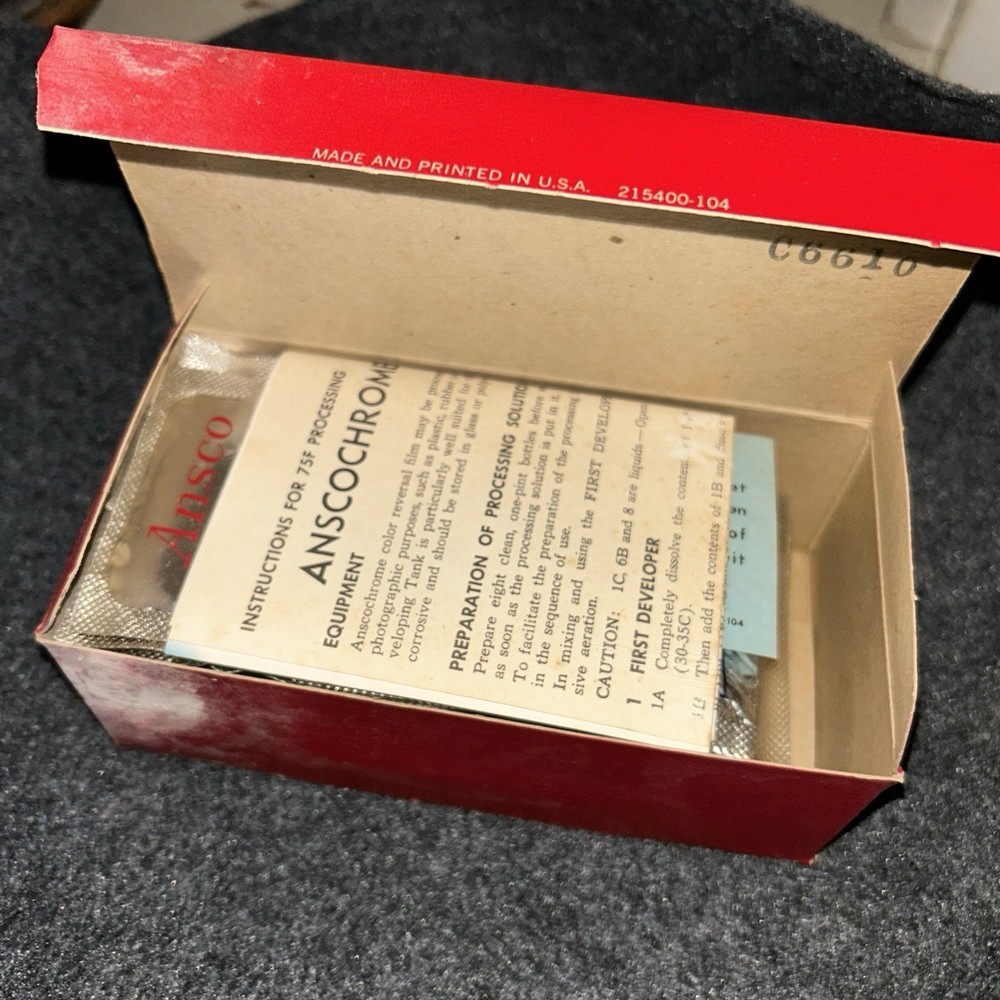 MADE AND PRINTED IN U.S.A. 215400-104
C6610
Ansco
INSTRUCTIONS FOR 75F PROCESSING
ANSCOCHROME
EQUIPMENT
Anscochrome color reversal film may be
photographic purposes, such as plastic, rubber
veloping Tank is particularly well suited for
corrosive and should be stored in glass or
PREPARATION OF PROCESSING
Prepare eight clean, one-pint bottles before
as soon as the processing solution is put in it.
To facilitate the preparation of the processing
in the sequence of use.
In mixing and using the FIRST
sive aeration.
CAUTION: 1C, 6B and 8 are liquids—
1 FIRST DEVELOPER
1A Completely dissolve the
(30-35C).
Then add the contents of 1B and
of
104